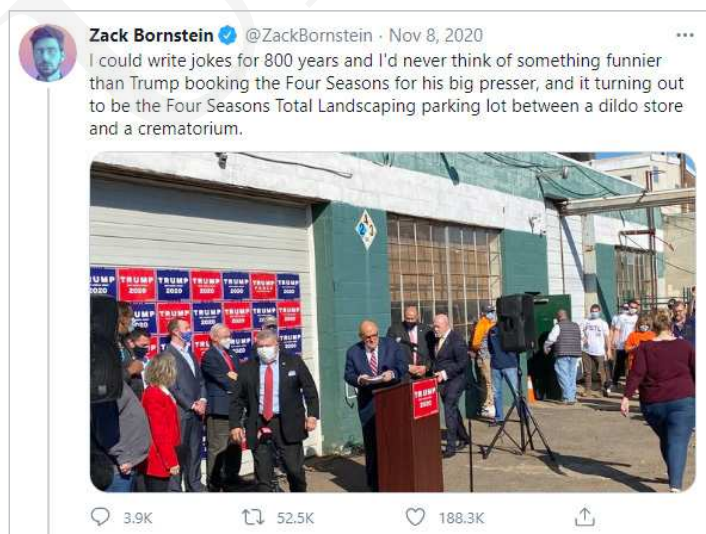 Zack Bornstein @ZackBornstein · Nov 8, 2020
I could write jokes for 800 years and I'd never think of something funnier
than Trump booking the Four Seasons for his big presser, and it turning out
to be the Four Seasons Total Landscaping parking lot between a dildo store
and a crematorium.
TRUMP TRUMP TRUMP TRUMP TRUMP
2020 2020 2020 2020
TRUMP
2020
3.9K 52.5K 188.3K